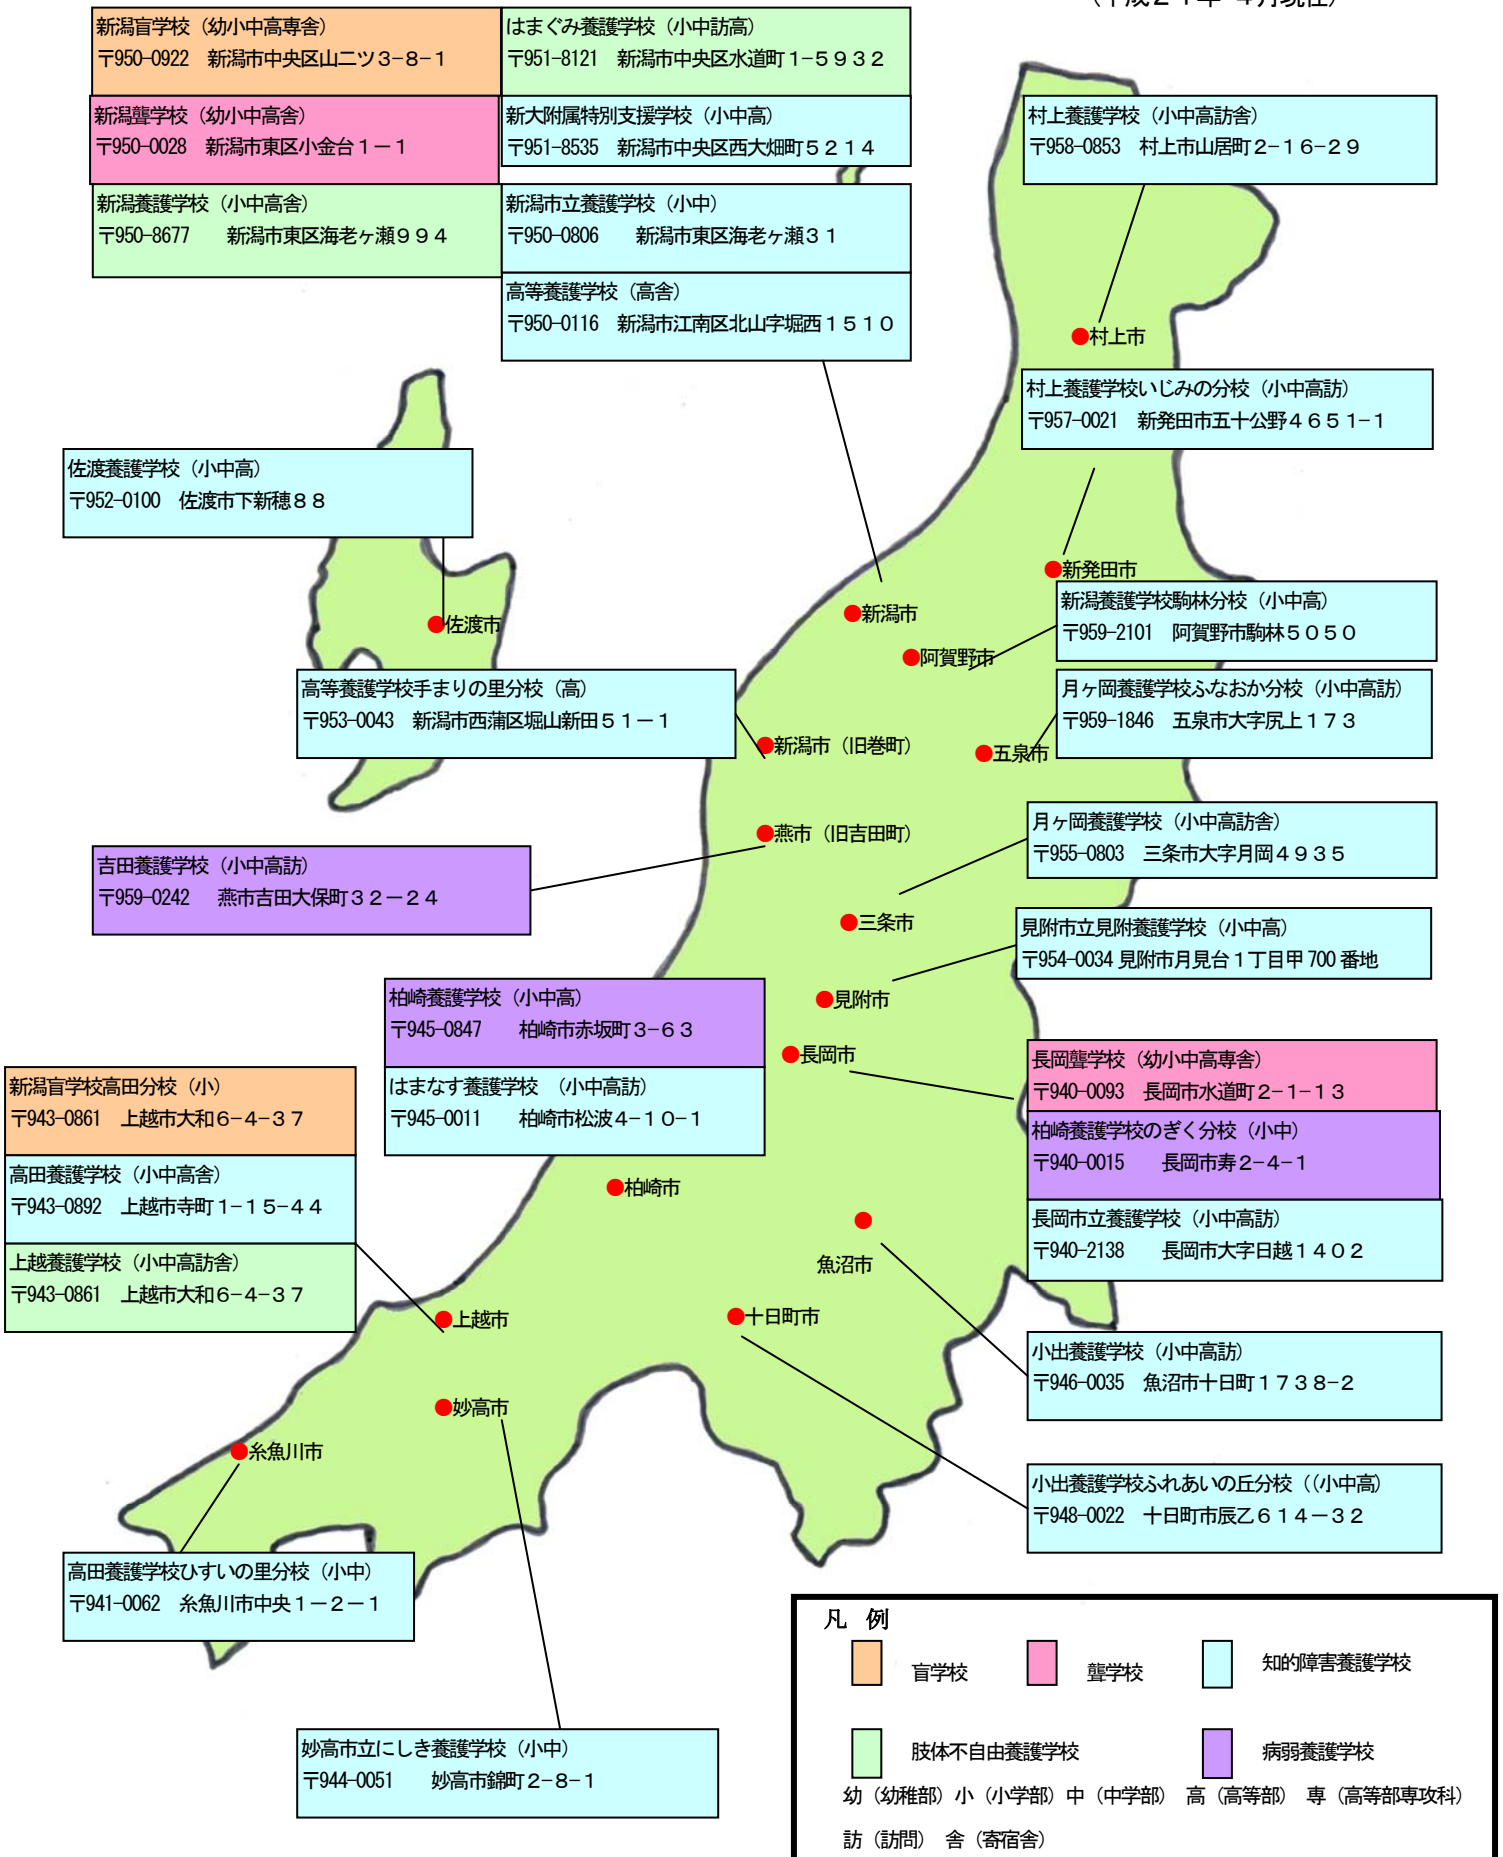 （平成２１年 ４月現在）
新潟盲学校（幼小中高専舎）
〒950-0922　新潟市中央区山二ツ３-８-１
はまぐみ養護学校（小中訪高）
〒951-8121　新潟市中央区水道町１-５９３２
新潟聾学校（幼小中高舎）
〒950-0028　新潟市東区小金台１－１
新大附属特別支援学校（小中高）
〒951-8535　新潟市中央区西大畑町５２１４
村上養護学校（小中高訪舎）
〒958-0853　村上市山居町２-１６-２９
新潟養護学校（小中高舎）
〒950-8677　　新潟市東区海老ヶ瀬９９４
新潟市立養護学校（小中）
〒950-0806　　新潟市東区海老ヶ瀬３１
高等養護学校（高舎）
〒950-0116　新潟市江南区北山字堀西１５１０
村上市
村上養護学校いじみの分校（小中高訪）
〒957-0021　新発田市五十公野４６５１-１
佐渡養護学校（小中高）
〒952-0100　佐渡市下新穂８８
新発田市
新潟市
佐渡市
新潟養護学校駒林分校（小中高）
〒959-2101　阿賀野市駒林５０５０
阿賀野市
高等養護学校手まりの里分校（高）
〒953-0043　新潟市西蒲区堀山新田５１－１
月ヶ岡養護学校ふなおか分校（小中高訪）
〒959-1846　五泉市大字尻上１７３
新潟市（旧巻町）
五泉市
燕市（旧吉田町）
月ヶ岡養護学校（小中高訪舎）
〒955-0803　三条市大字月岡４９３５
吉田養護学校（小中高訪）
〒959-0242　燕市吉田大保町３２－２４
三条市
見附市立見附養護学校（小中高）
〒954-0034 見附市月見台１丁目甲 700 番地
柏崎養護学校（小中高）
〒945-0847　　柏崎市赤坂町３-６３
見附市
長岡市
長岡聾学校（幼小中高専舎）
〒940-0093　長岡市水道町２-１-１３
新潟盲学校高田分校（小）
〒943-0861　上越市大和６-４-３７
はまなす養護学校　（小中高訪）
〒945-0011　　柏崎市松波４-１０-１
柏崎養護学校のぎく分校（小中）
〒940-0015　　長岡市寿２-４-１
高田養護学校（小中高舎）
〒943-0892　上越市寺町１-１５-４４
柏崎市
長岡市立養護学校（小中高訪）
〒940-2138　　長岡市大字日越１４０２
上越養護学校（小中高訪舎）
〒943-0861　上越市大和６-４-３７
魚沼市
上越市
十日町市
小出養護学校（小中高訪）
〒946-0035　魚沼市十日町１７３８-２
妙高市
糸魚川市
小出養護学校ふれあいの丘分校（（小中高）
〒948-0022　十日町市辰乙６１４－３２
高田養護学校ひすいの里分校（小中）
〒941-0062　糸魚川市中央１－２－１
妙高市立にしき養護学校（小中）
〒944-0051　　妙高市錦町２-８-１
凡 例
盲学校
聾学校
知的障害養護学校
肢体不自由養護学校
病弱養護学校
幼（幼稚部）小（小学部）中（中学部）　高（高等部）　専（高等部専攻科）
訪（訪問）　舎（寄宿舎）